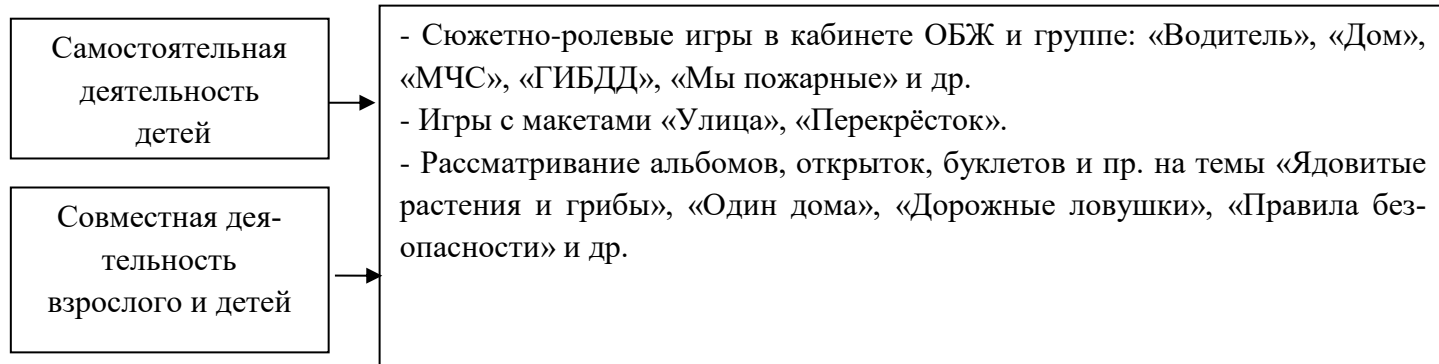 Самостоятельная
деятельность
детей
Совместная дея-
тельность
взрослого и детей
- Сюжетно-ролевые игры в кабинете ОБЖ и группе: «Водитель», «Дом»,
«МЧС», «ГИБДД», «Мы пожарные» и др.
- Игры с макетами «Улица», «Перекрёсток».
- Рассматривание альбомов, открыток, буклетов и пр. на темы «Ядовитые
растения и грибы», «Один дома», «Дорожные ловушки», «Правила без-
опасности» и др.